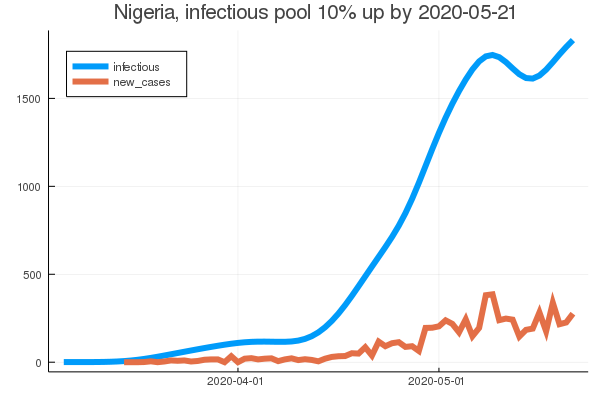 Nigeria, infectious pool 10% up by 2020-05-21
infectious
new_cases
1500
1000
500
0
2020-04-01
2020-05-01